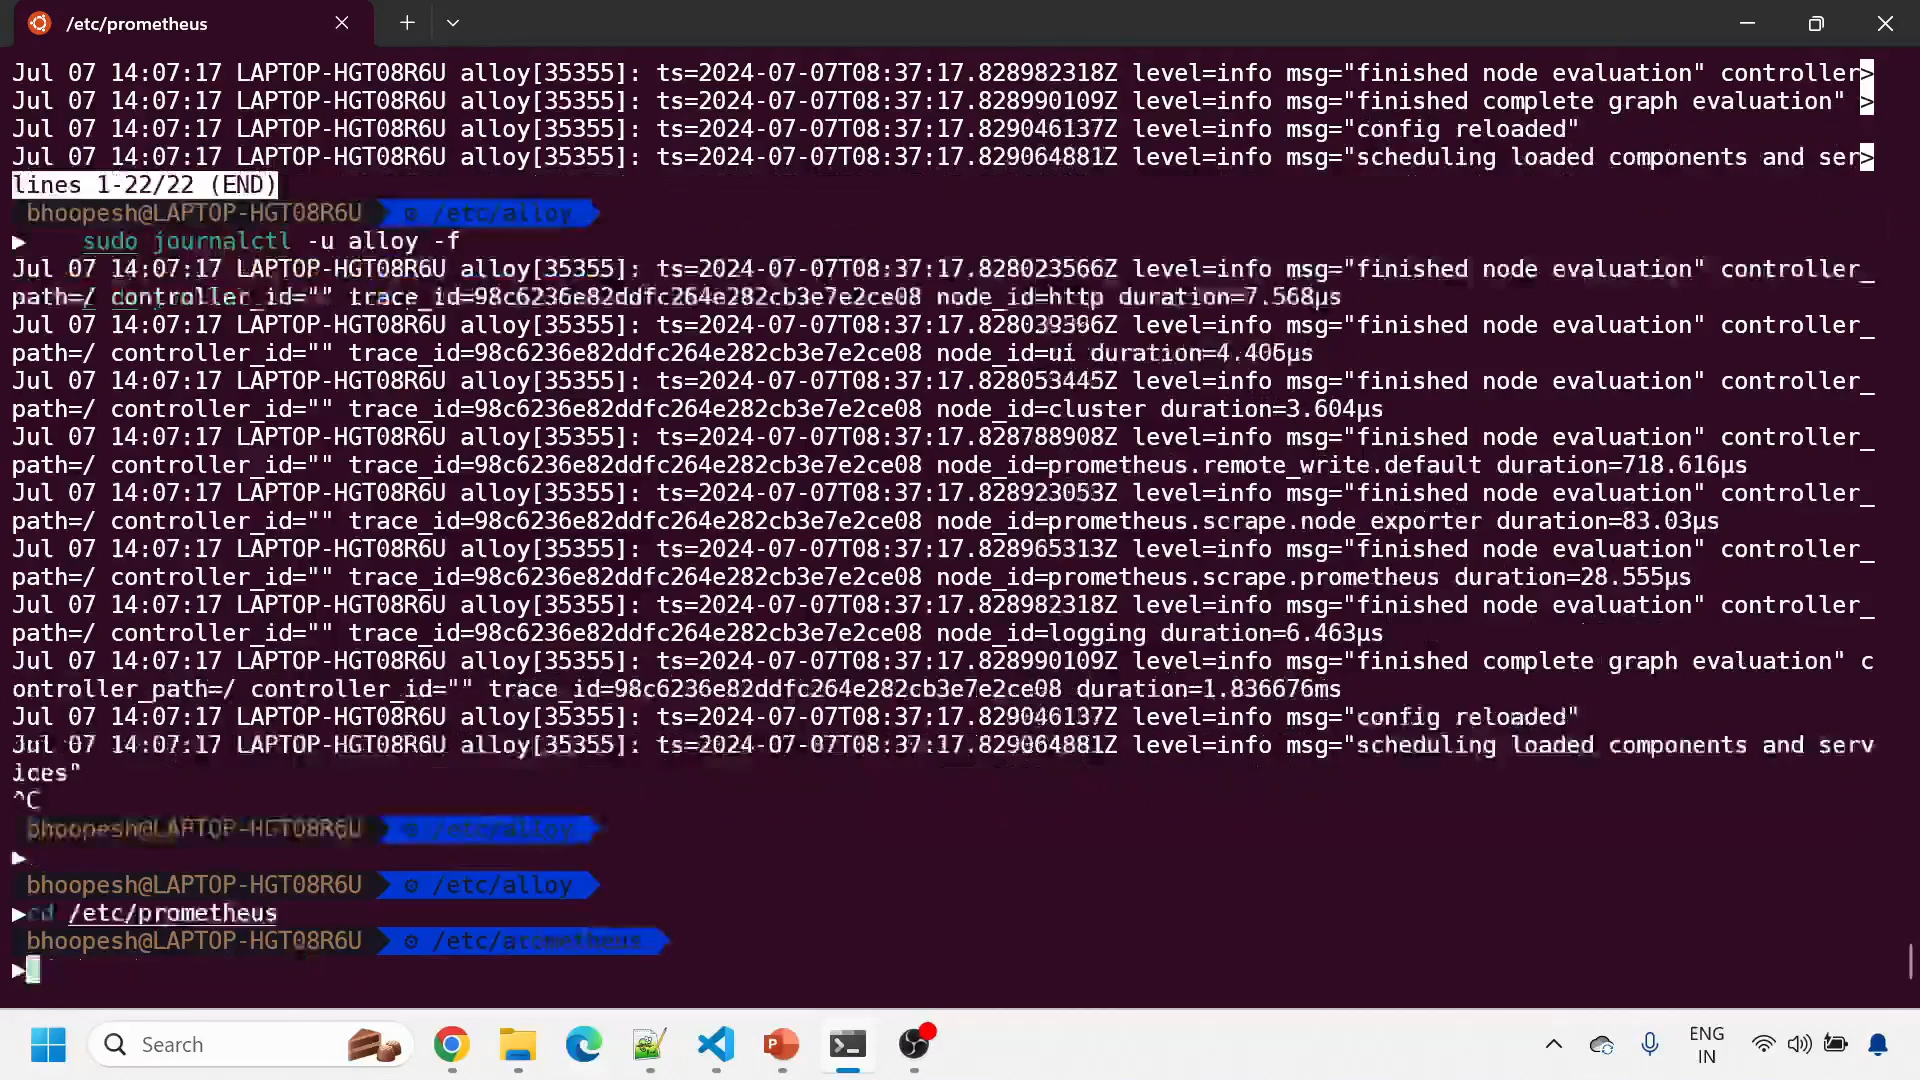 /etc/prometheus
Jul 07 14:07:17 LAPTOP-HGT08R6U alloy[35355]: ts=2024-07-07T08:37:17.828982318Z level=info msg="finished node evaluation" controller>
Jul 07 14:07:17 LAPTOP-HGT08R6U alloy[35355]: ts=2024-07-07T08:37:17.828990109Z level=info msg="finished complete graph evaluation" >
Jul 07 14:07:17 LAPTOP-HGT08R6U alloy[35355]: ts=2024-07-07T08:37:17.829046137Z level=info msg="config reloaded"
Jul 07 14:07:17 LAPTOP-HGT08R6U alloy[35355]: ts=2024-07-07T08:37:17.829064881Z level=info msg="scheduling loaded components and ser>
lines 1-22/22 (END)
bhoopesh@LAPTOP-HGT08R6U /etc/alloy
sudo journalctl -u alloy -f
Jul 07 14:07:17 LAPTOP-HGT08R6U alloy[35355]: ts=2024-07-07T08:37:17.828023566Z level=info msg="finished node evaluation" controller_
path=/ controller_id="" trace_id=98c6236e82ddfc264e282cb3e7e2ce08 node_id=http duration=7.568µs
Jul 07 14:07:17 LAPTOP-HGT08R6U alloy[35355]: level=info msg="finished node evaluation" controller_
path=/ controller_id="" trace_id=98c6236e82ddfc264e282cb3e7e2ce08 node_id=ui duration=4.405µs
Jul 07 14:07:17 LAPTOP-HGT08R6U alloy[35355]: ts=2024-07-07T08:37:17.828053445Z level=info msg="finished node evaluation" controller_
path=/ controller_id="" trace_id=98c6236e82ddfc264e282cb3e7e2ce08 node_id=cluster duration=3.604µs
Jul 07 14:07:17 LAPTOP-HGT08R6U alloy[35355]: ts=2024-07-07T08:37:17.828788908Z level=info msg="finished node evaluation" controller_
path=/ controller_id="" trace_id=98c6236e82ddfc264e282cb3e7e2ce08 node_id=prometheus.remote_write.default duration=718.616µs
Jul 07 14:07:17 LAPTOP-HGT08R6U alloy[35355]: level=info msg="finished node evaluation" controller_
path=/ controller_id="" trace_id=98c6236e82ddfc264e282cb3e7e2ce08 node_id=prometheus.scrape.node_exporter duration=83.03µs
Jul 07 14:07:17 LAPTOP-HGT08R6U alloy[35355]: ts=2024-07-07T08:37:17.828965313Z level=info msg="finished node evaluation" controller_
path=/ controller_id="" trace_id=98c6236e82ddfc264e282cb3e7e2ce08 node_id=prometheus.scrape.prometheus duration=28.555µs
Jul 07 14:07:17 LAPTOP-HGT08R6U alloy[35355]: ts=2024-07-07T08:37:17.828982318Z level=info msg="finished node evaluation" controller_
path=/ controller_id="" trace_id=98c6236e82ddfc264e282cb3e7e2ce08 node_id=logging duration=6.463µs
Jul 07 14:07:17 LAPTOP-HGT08R6U alloy[35355]: ts=2024-07-07T08:37:17.828990109Z level=info msg="finished complete graph evaluation" c
ontroller_path=/ controller_id="" trace_id=98c6236e82ddfc264e282cb3e7e2ce08 duration=1.836676ms
Jul 07 14:07:17 LAPTOP-HGT08R6U alloy[35355]: ts=2024-07-07T08:37:17.829046137Z level=info msg="config reloaded"
Jul 07 14:07:17 LAPTOP-HGT08R6U alloy[35355]: ts=2024-07-07T08:37:17.829064881Z level=info msg="scheduling loaded components and serv
ices"
^C
bhoopesh@LAPTOP-HGT08R6U /etc/alloy
bhoopesh@LAPTOP-HGT08R6U /etc/alloy
cd /etc/prometheus
bhoopesh@LAPTOP-HGT08R6U
Search
ENG
IN